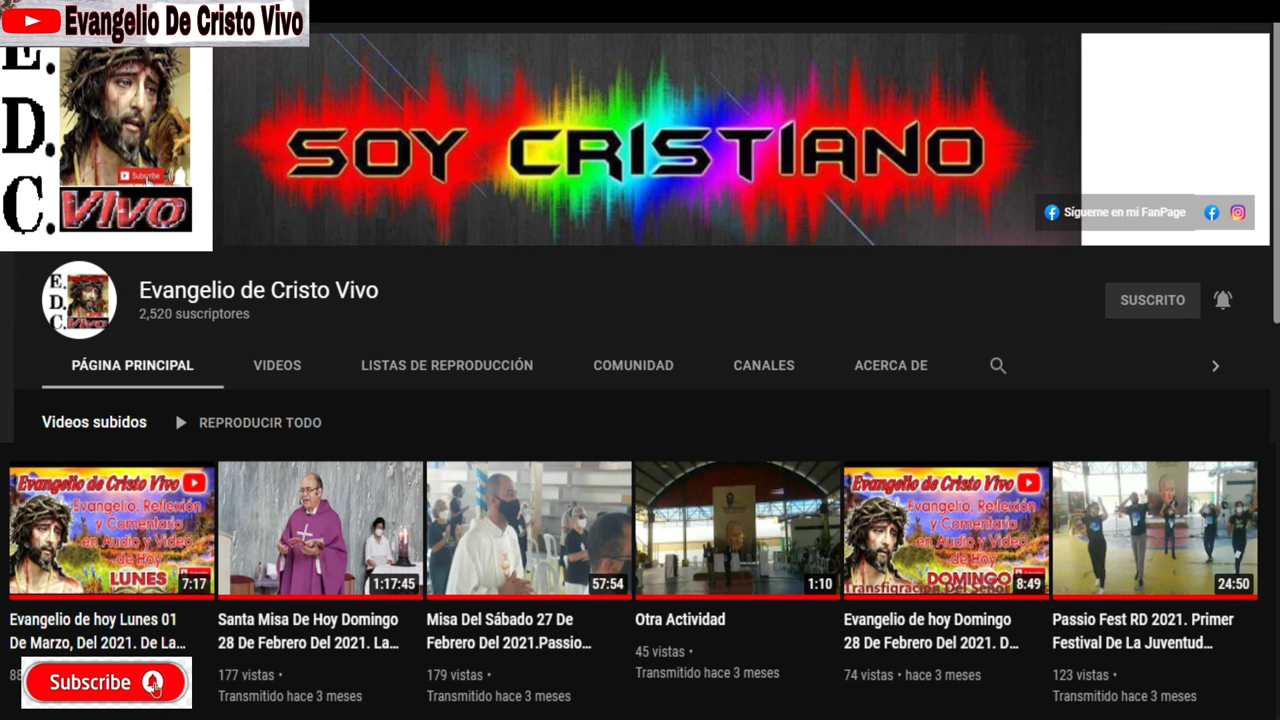 Evangelio De Cristo Vivo
E.
D.
C.
Vivo
Subscribe
SOY CRISTIANO
Sígueme en mi FanPage
E.
D.
C.
Vivo
Evangelio de Cristo Vivo
2,520 suscriptores
SUSCRITO
PÁGINA PRINCIPAL
VIDEOS
LISTAS DE REPRODUCCIÓN
COMUNIDAD
CANALES
ACERCA DE
Videos subidos
REPRODUCIR TODO
Evangelio de Cristo Vivo
Evangelio, Reflexión
y Comentario
en Audio y Video
de Hoy
LUNES
7:17
Evangelio de hoy Lunes 01
De Marzo, Del 2021. De La...
88
1:17:45
Santa Misa De Hoy Domingo
28 De Febrero Del 2021. La...
177 vistas •
Transmitido hace 3 meses
57:54
Misa Del Sábado 27 De
Febrero Del 2021.Passio...
179 vistas •
Transmitido hace 3 meses
1:10
Otra Actividad
45 vistas •
Transmitido hace 3 meses
Evangelio de Cristo Vivo
Evangelio, Reflexión
y Comentario
en Audio y Video
de Hoy
DOMINGO
Transfigración Del Señor
8:49
Evangelio de hoy Domingo
28 De Febrero Del 2021. D...
74 vistas • hace 3 meses
24:50
Passio Fest RD 2021. Primer
Festival De La Juventud...
123 vistas •
Transmitido hace 3 meses
Subscribe